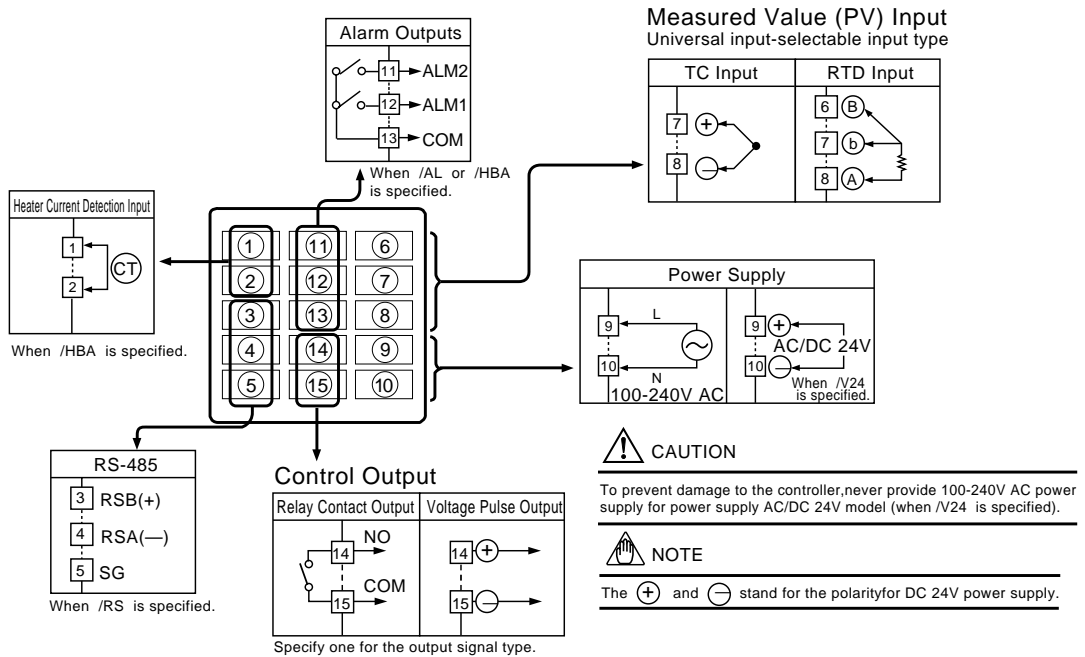 Measured Value (PV) Input
Universal input-selectable input type
Alarm Outputs
11 ALM2
12 ALM1
13 COM
When /AL or /HBA
is specified.
TC Input
7 +
8 −
RTD Input
6 B
7 b
8 A
Heater Current Detection Input
1
CT
2
When /HBA is specified.
1 11 6
2 12 7
3 13 8
4 14 9
5 15 10
Power Supply
9 L
10 N
100-240V AC
9 +
AC/DC 24V
10 −
When /V24
is specified.
RS-485
3 RSB(+)
4 RSA(—)
5 SG
When /RS is specified.
Control Output
Relay Contact Output
14 NO
15 COM
Voltage Pulse Output
14 +
15 −
Specify one for the output signal type.
! CAUTION
To prevent damage to the controller,never provide 100-240V AC power
supply for power supply AC/DC 24V model (when /V24 is specified).
NOTE
The + and − stand for the polarityfor DC 24V power supply.